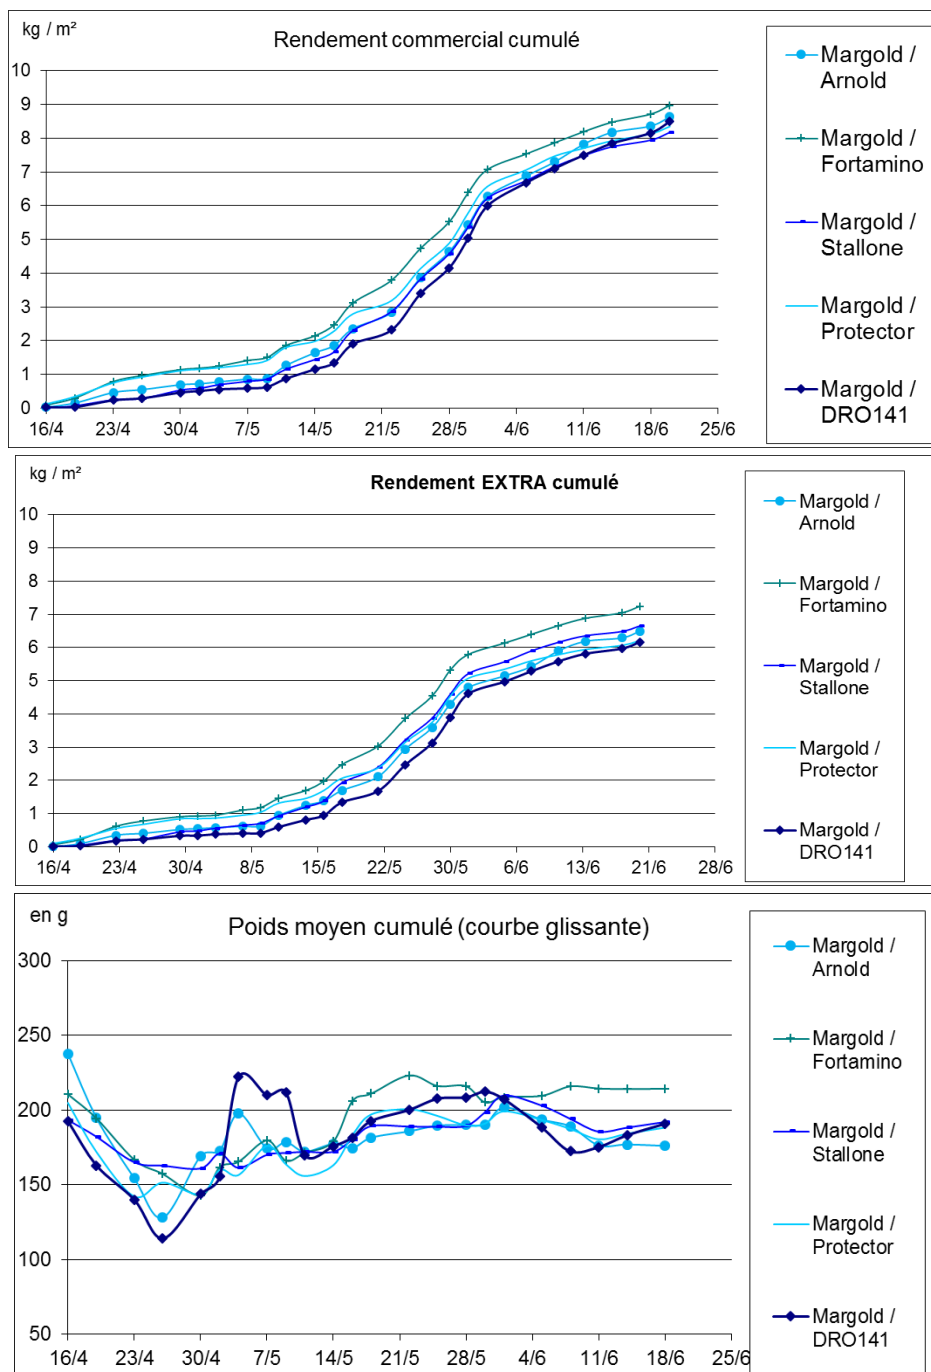 kg / m²
Rendement commercial cumulé
10
9
8
7
6
5
4
3
2
1
0
16/4 23/4 30/4 7/5 14/5 21/5 28/5 4/6 11/6 18/6 25/6
Margold /
Arnold
Margold /
Fortamino
Margold /
Stallone
Margold /
Protector
Margold /
DRO141
kg / m²
Rendement EXTRA cumulé
10
9
8
7
6
5
4
3
2
1
0
16/4 23/4 30/4 8/5 15/5 22/5 30/5 6/6 13/6 21/6 28/6
Margold /
Arnold
Margold /
Fortamino
Margold /
Stallone
Margold /
Protector
Margold /
DRO141
en g
Poids moyen cumulé (courbe glissante)
300
250
200
150
100
50
16/4 23/4 30/4 7/5 14/5 21/5 28/5 4/6 11/6 18/6 25/6
Margold /
Arnold
Margold /
Fortamino
Margold /
Stallone
Margold /
Protector
Margold /
DRO141